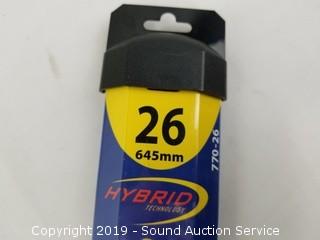 26
645mm
770-26
HYBRID
TECHNOLOGY
Copyright 2019 - Sound Auction Service